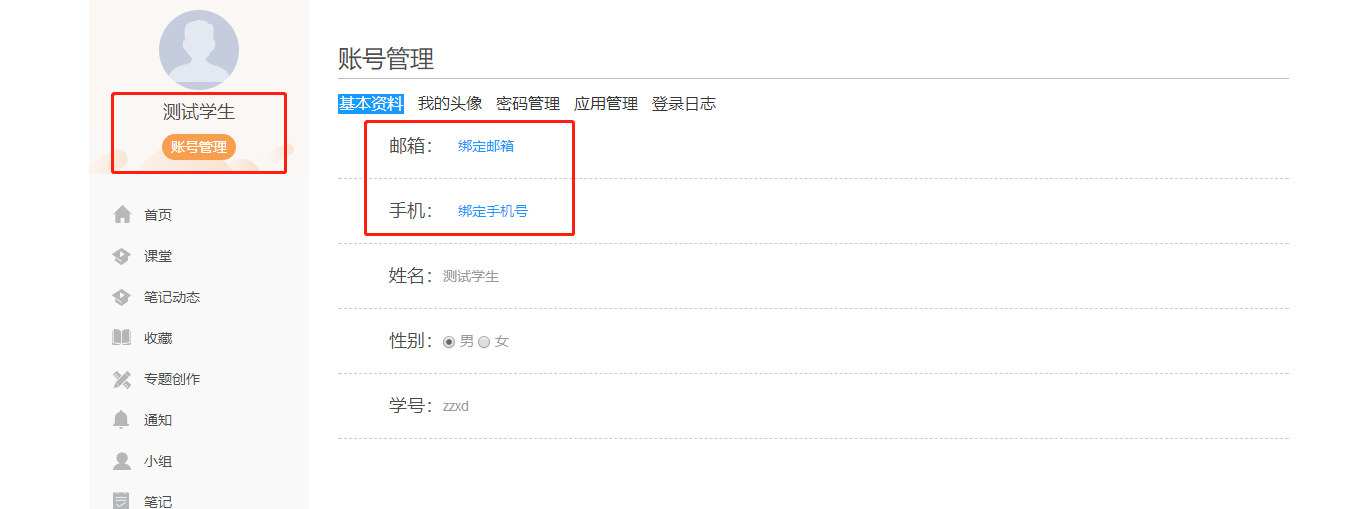 测试学生
账号管理
首页
课堂
笔记动态
收藏
专题创作
通知
小组
笔记
账号管理
基本资料 我的头像 密码管理 应用管理 登录日志
邮箱： 绑定邮箱
手机： 绑定手机号
姓名：测试学生
性别： 男 女
学号：zzxd